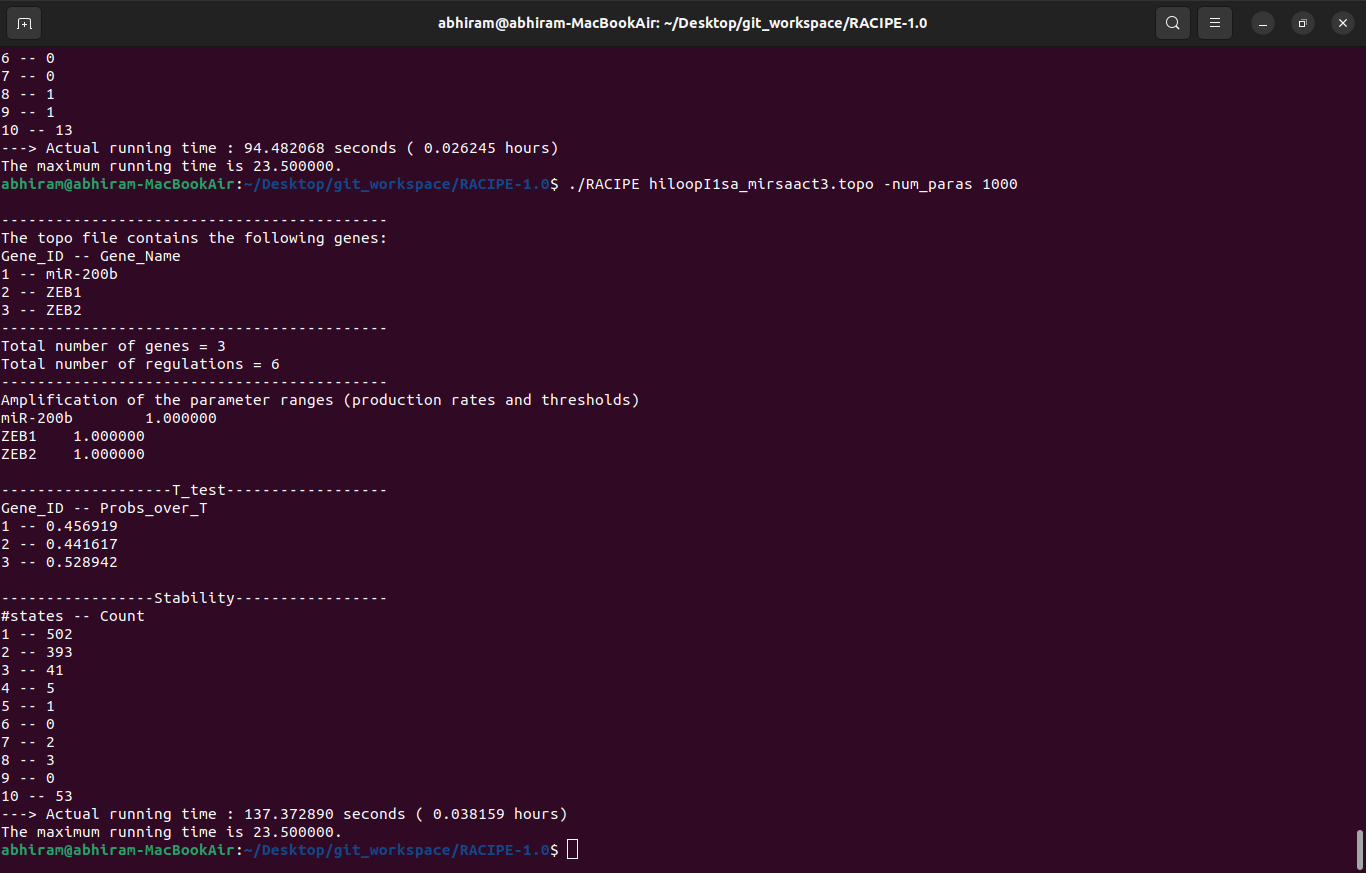 abhiram@abhiram-MacBookAir: ~/Desktop/git_workspace/RACIPE-1.0
6 -- 0
7 -- 0
8 -- 1
9 -- 1
10 -- 13
---> Actual running time : 94.482068 seconds ( 0.026245 hours)
The maximum running time is 23.500000.
abhiram@abhiram-MacBookAir:~/Desktop/git_workspace/RACIPE-1.0$ ./RACIPE hiloopI1sa_mirsaact3.topo -num_paras 1000
-------------------------------------------
The topo file contains the following genes:
Gene_ID -- Gene_Name
1 -- miR-200b
2 -- ZEB1
3 -- ZEB2
-------------------------------------------
Total number of genes = 3
Total number of regulations = 6
-------------------------------------------
Amplification of the parameter ranges (production rates and thresholds)
miR-200b        1.000000
ZEB1    1.000000
ZEB2    1.000000
-------------------T_test------------------
Gene_ID -- Probs_over_T
1 -- 0.456919
2 -- 0.441617
3 -- 0.528942
-----------------Stability-----------------
#states -- Count
1 -- 502
2 -- 393
3 -- 41
4 -- 5
5 -- 1
6 -- 0
7 -- 2
8 -- 3
9 -- 0
10 -- 53
---> Actual running time : 137.372890 seconds ( 0.038159 hours)
The maximum running time is 23.500000.
abhiram@abhiram-MacBookAir:~/Desktop/git_workspace/RACIPE-1.0$